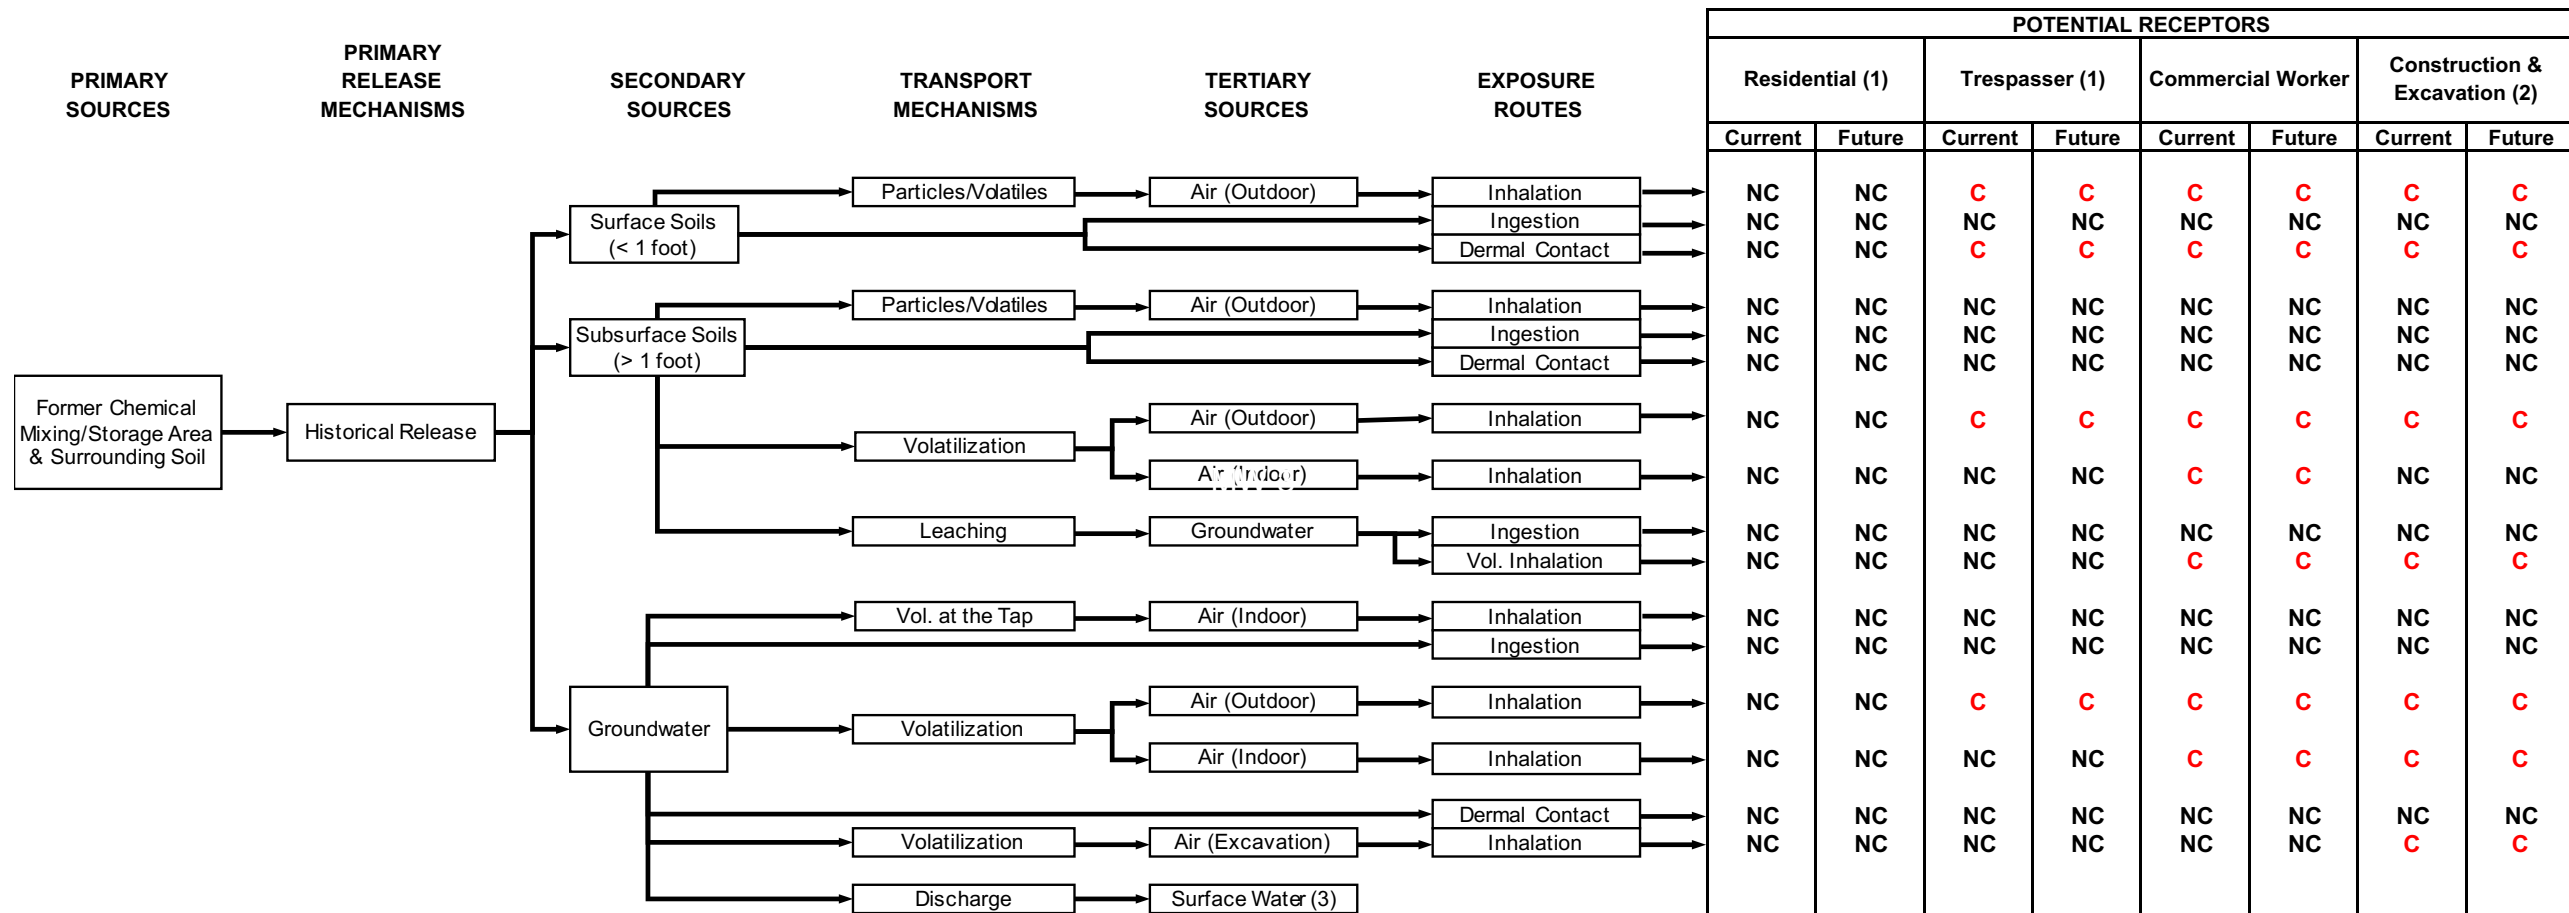 POTENTIAL RECEPTORS
PRIMARY SOURCES
PRIMARY RELEASE MECHANISMS
SECONDARY SOURCES
TRANSPORT MECHANISMS
TERTIARY SOURCES
EXPOSURE ROUTES
Residential (1)
Trespasser (1)
Commercial Worker
Construction & Excavation (2)
Current Future Current Future Current Future Current Future
Particles/Volatiles Air (Outdoor) Inhalation NC NC C C C C C C
Surface Soils
(< 1 foot)
Ingestion NC NC NC NC NC NC NC NC
Dermal Contact NC NC C C C C C C
Particles/Volatiles Air (Outdoor) Inhalation NC NC NC NC NC NC NC NC
Subsurface Soils
(> 1 foot)
Ingestion NC NC NC NC NC NC NC NC
Dermal Contact NC NC NC NC NC NC NC NC
Former Chemical
Mixing/Storage Area
& Surrounding Soil
Historical Release
Air (Outdoor) Inhalation NC NC C C C C C C
Volatilization
Air (Indoor) Inhalation NC NC NC NC C C NC NC
Leaching Groundwater Ingestion NC NC NC NC NC NC NC NC
Vol. Inhalation NC NC NC NC C C C C
Vol. at the Tap Air (Indoor) Inhalation NC NC NC NC NC NC NC NC
Ingestion NC NC NC NC NC NC NC NC
Air (Outdoor) Inhalation NC NC C C C C C C
Groundwater Volatilization
Air (Indoor) Inhalation NC NC NC NC C C C C
Dermal Contact NC NC NC NC NC NC NC NC
Volatilization Air (Excavation) Inhalation NC NC NC NC NC NC C C
Discharge Surface Water (3)